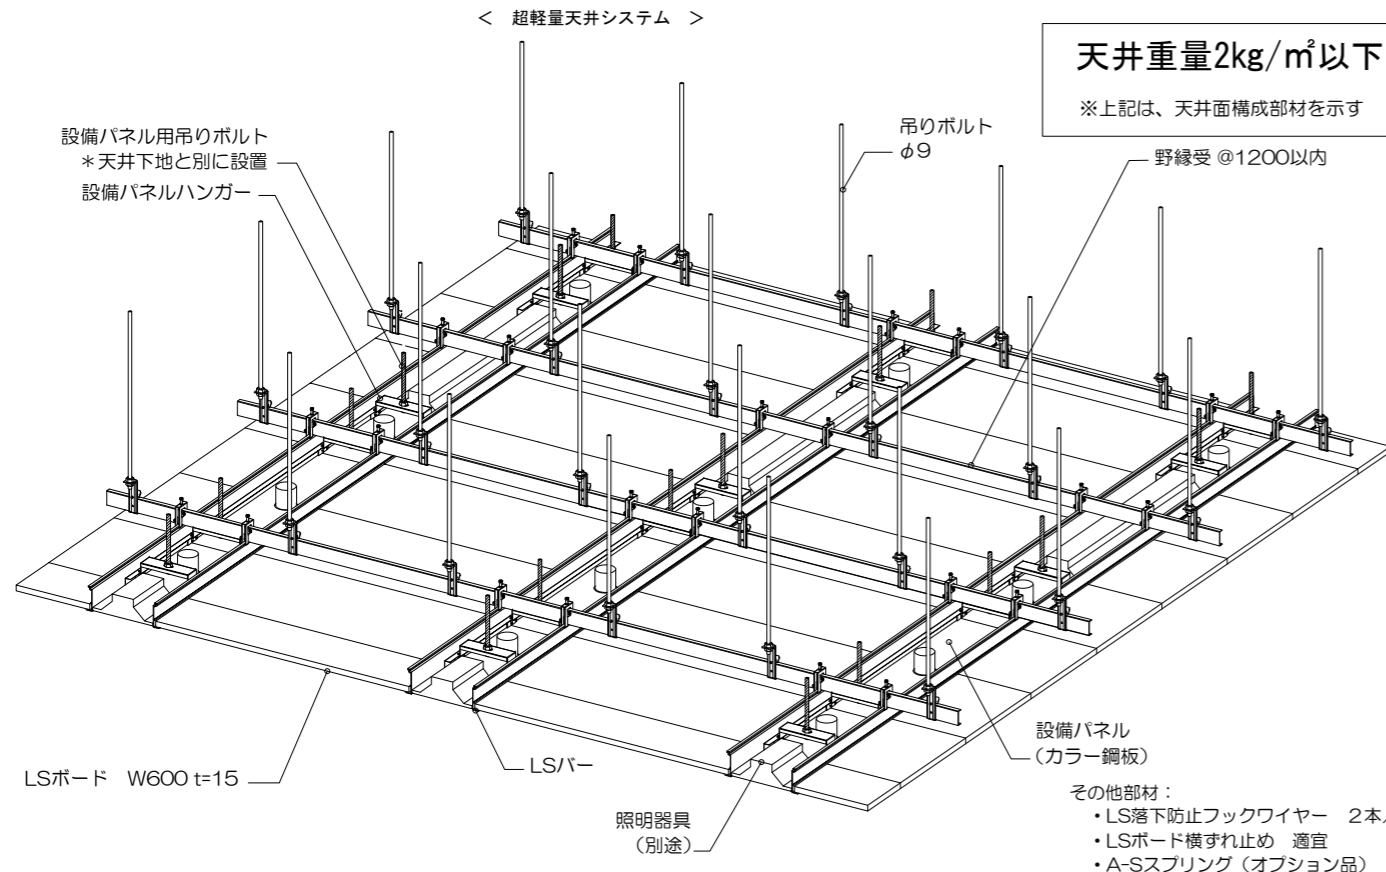 ＜　超軽量天井システム　＞
天井重量2kg/㎡以下
※上記は、天井面構成部材を示す
設備パネル用吊りボルト
＊天井下地と別に設置
設備パネルハンガー
吊りボルト
φ9
野縁受 @1200以内
LSボード　W600 t=15
LSバー
照明器具
（別途）
設備パネル
（カラー鋼板）
その他部材：
・LS落下防止フックワイヤー　2本
・LSボード横ずれ止め　適宜
・A-Sスプリング（オプション品）